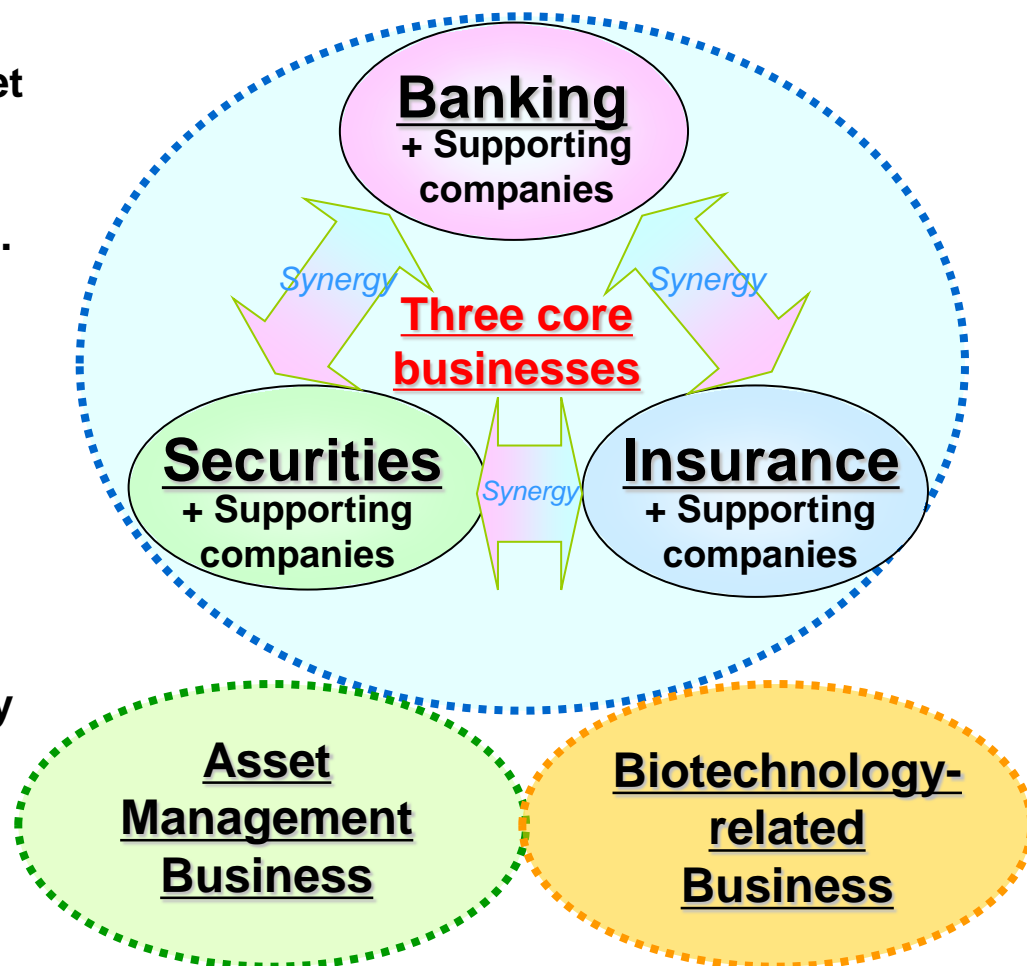 et
Banking
+ Supporting
companies
.
Synergy
Synergy
Three core
businesses
Securities
+ Supporting
companies
Synergy
Insurance
+ Supporting
companies
y
Asset
Management
Business
Biotechnology-
related
Business